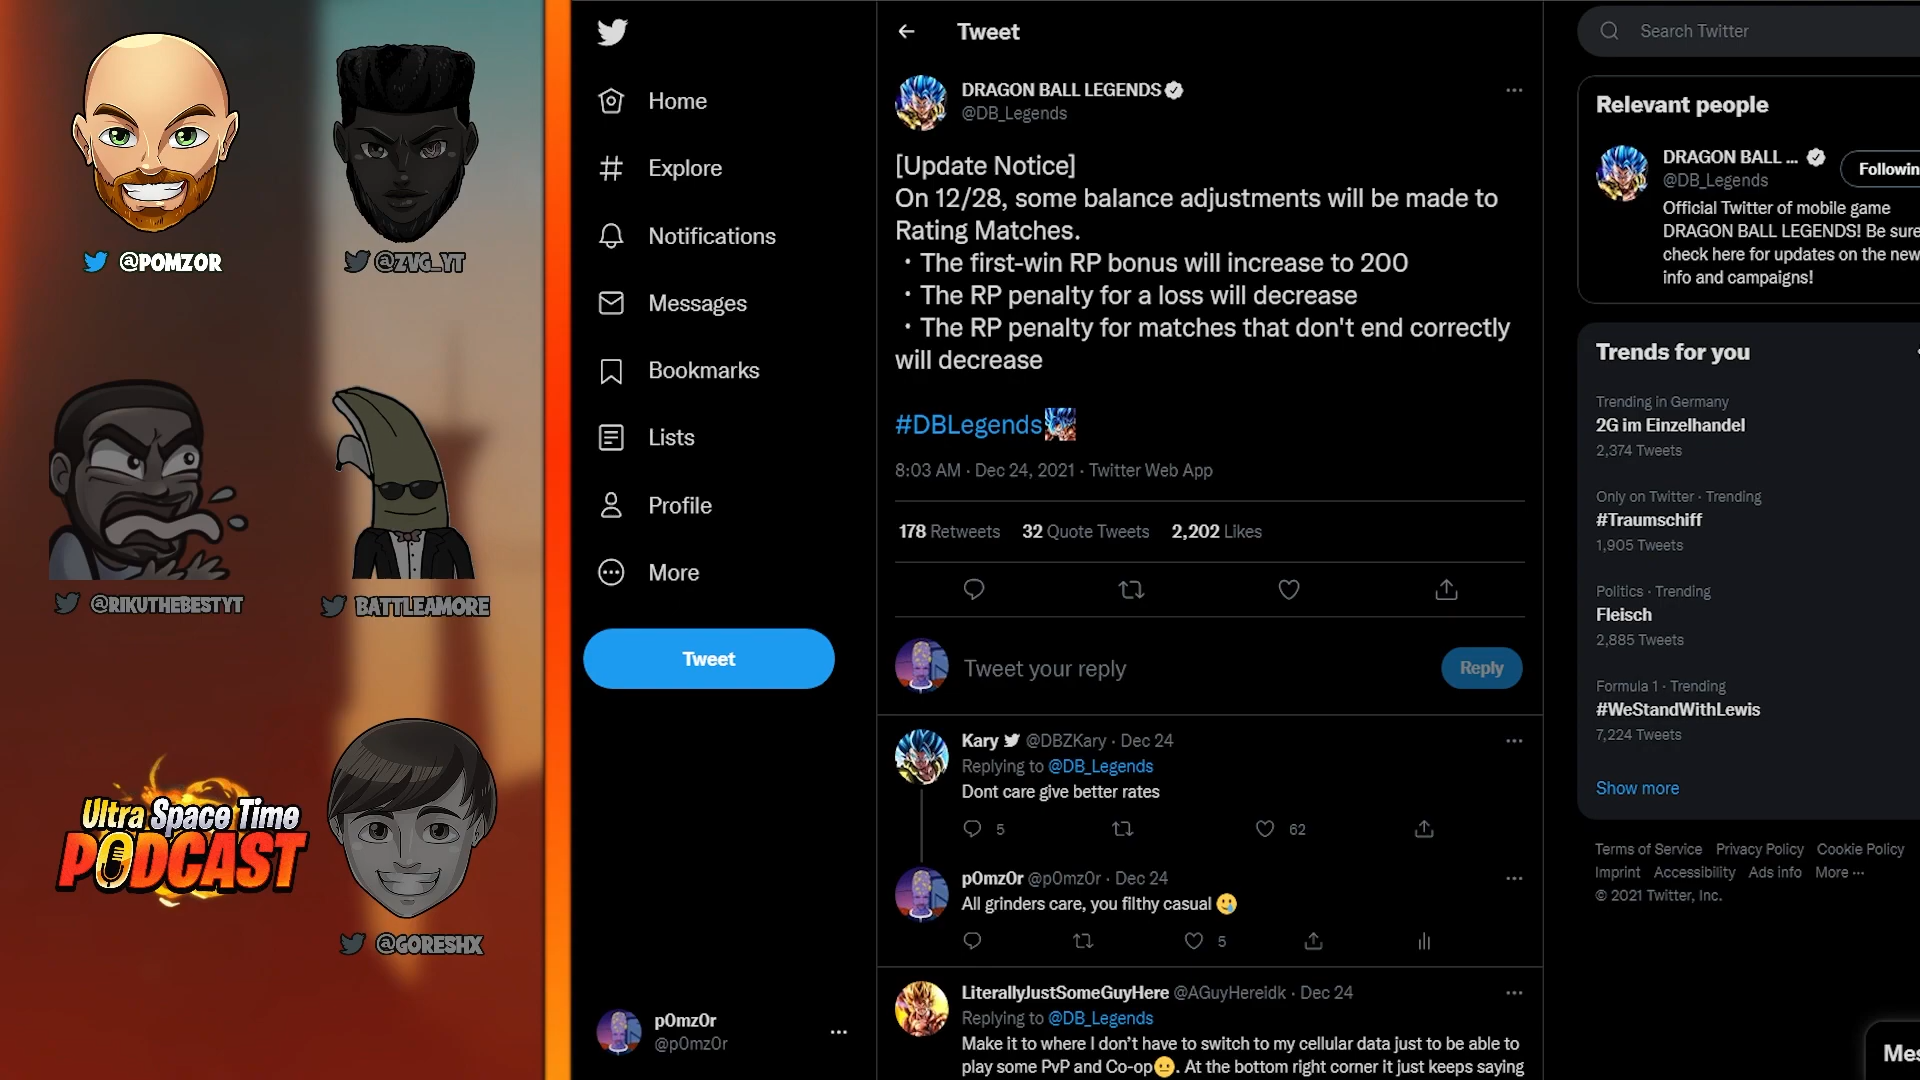 @POMZOR
@ZVG_YT
@RIKUTHEBESTYT
BATTLEAMORE
Ultra Space Time
PODCAST
@GORESHX
Home
Explore
Notifications
Messages
Bookmarks
Lists
Profile
More
Tweet
p0mz0r
@p0mz0r
Tweet
DRAGON BALL LEGENDS
@DB_Legends
[Update Notice]
On 12/28, some balance adjustments will be made to
Rating Matches.
・The first-win RP bonus will increase to 200
・The RP penalty for a loss will decrease
・The RP penalty for matches that don't end correctly
will decrease
#DBLegends
8:03 AM · Dec 24, 2021 · Twitter Web App
178 Retweets 32 Quote Tweets 2,202 Likes
Tweet your reply
Reply
Kary @DBZKary · Dec 24
Replying to @DB_Legends
Dont care give better rates
5 62
p0mz0r @p0mz0r · Dec 24
All grinders care, you filthy casual 🥲
5
LiterallyJustSomeGuyHere @AGuyHereidk · Dec 24
Replying to @DB_Legends
Make it to where I don't have to switch to my cellular data just to be able to
play some PvP and Co-op😐. At the bottom right corner it just keeps saying
Search Twitter
Relevant people
DRAGON BALL ...
@DB_Legends
Followin
Official Twitter of mobile game
DRAGON BALL LEGENDS! Be sure
check here for updates on the new
info and campaigns!
Trends for you
Trending in Germany
2G im Einzelhandel
2,374 Tweets
Only on Twitter · Trending
#Traumschiff
1,905 Tweets
Politics · Trending
Fleisch
2,885 Tweets
Formula 1 · Trending
#WeStandWithLewis
7,224 Tweets
Show more
Terms of Service Privacy Policy Cookie Policy
Imprint Accessibility Ads info More ···
© 2021 Twitter, Inc.
Mes